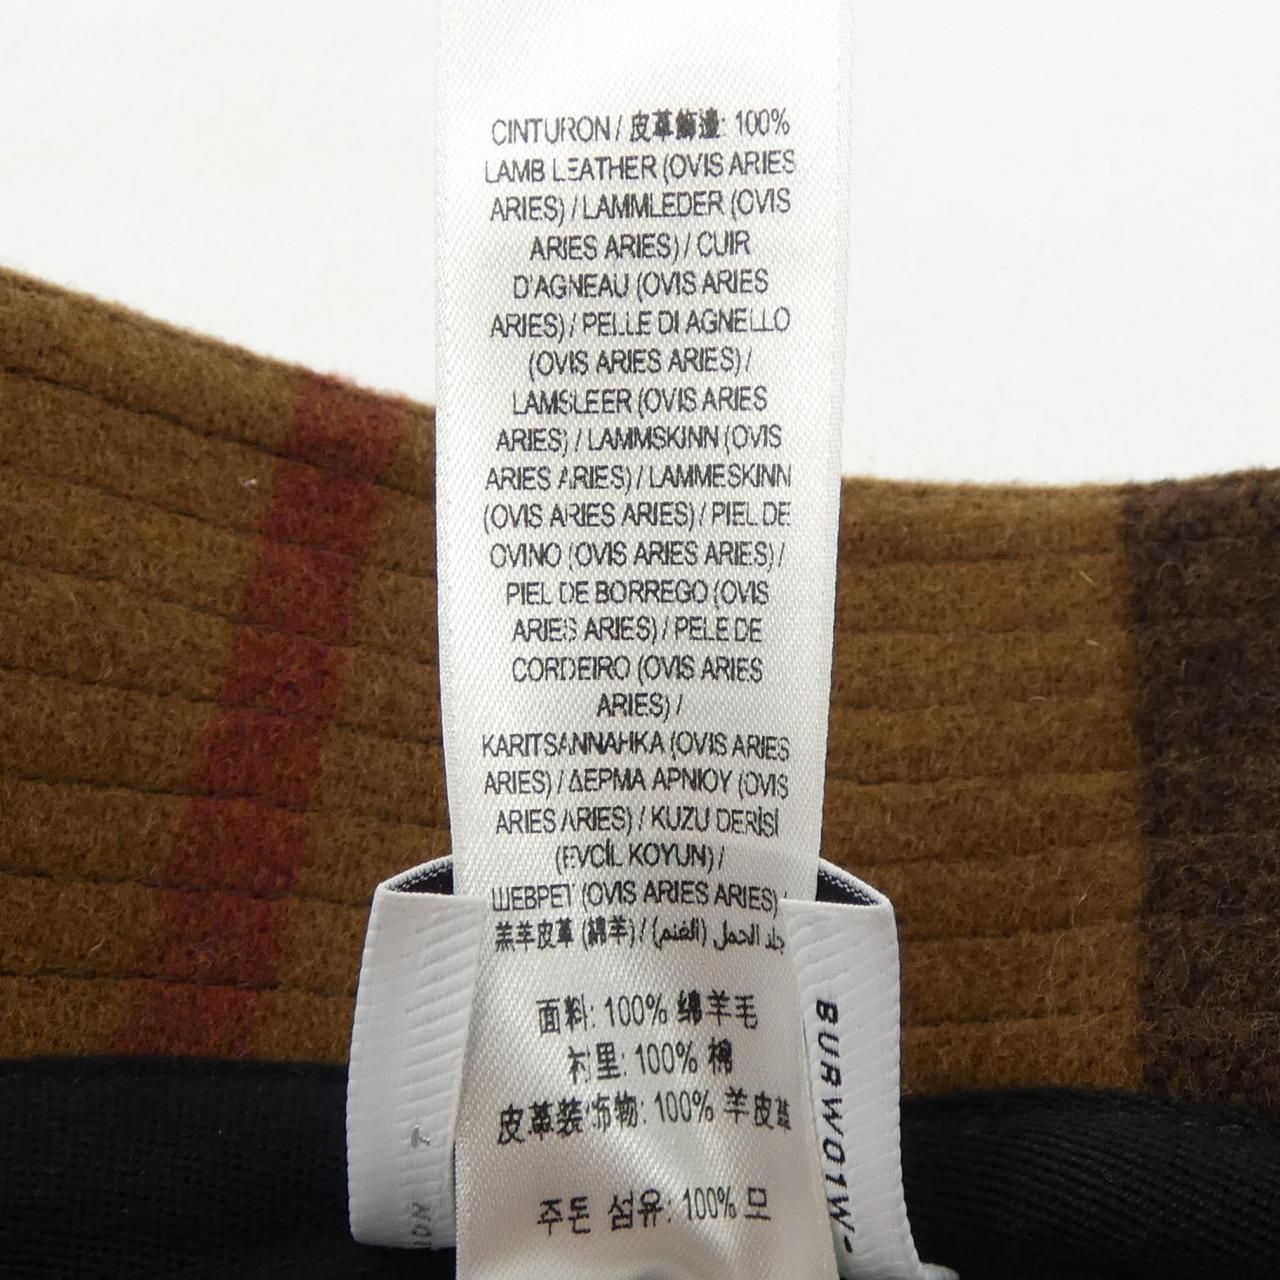 CINTURON / 皮革飾邊: 100%
LAMB LEATHER (OVIS ARIES
ARIES) / LAMMLEDER (OVIS
ARIES ARIES) / CUIR
D'AGNEAU (OVIS ARIES
ARIES) / PELLE DI AGNELLO
(OVIS ARIES ARIES) /
LAMSLEER (OVIS ARIES
ARIES) / LAMMSKINN (OVIS
ARIES ARIES) / LAMMESKINN
(OVIS ARIES ARIES) / PIEL DE
OVINO (OVIS ARIES ARIES) /
PIEL DE BORREGO (OVIS
ARIES ARIES) / PELE DE
CORDEIRO (OVIS ARIES
ARIES) /
KARITSANNAHKA (OVIS ARIES
ARIES) / ΔΕΡΜΑ ΑΡΝΙΟΥ (OVIS
ARIES ARIES) / KUZU DERİSİ
(EVCİL KOYUN) /
ШЕВРЕТ (OVIS ARIES ARIES) /
羔羊皮革 (綿羊) / جلد الحمل (الغنم)
面料: 100% 绵羊毛
衬里: 100% 棉
皮革装饰物: 100% 羊皮革
주돈 섬유: 100% 모
BURWO1W-